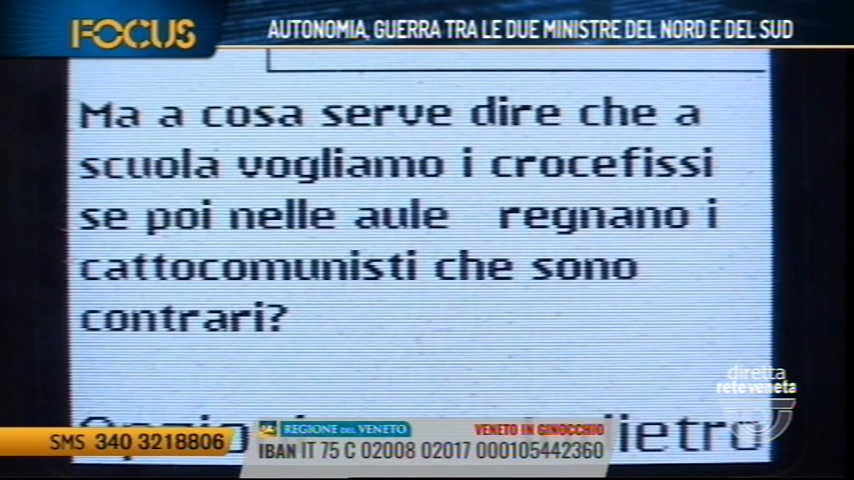 FOCUS
AUTONOMIA, GUERRA TRA LE DUE MINISTRE DEL NORD E DEL SUD
Ma a cosa serve dire che a
scuola vogliamo i crocefissi
se poi nelle aule regnano i
cattocomunisti che sono
contrari?
diretta
reteveneta
SMS 340 3218806
REGIONE DEL VENETO
VENETO IN GINOCCHIO
IBAN IT 75 C 02008 02017 000105442360